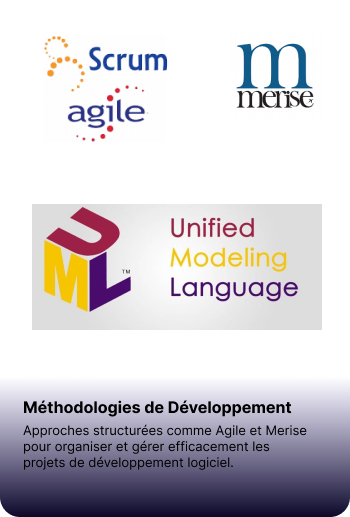 Scrum
agile
m
merise
UML
TM
Unified
Modeling
Language
Méthodologies de Développement
Approches structurées comme Agile et Merise
pour organiser et gérer efficacement les
projets de développement logiciel.